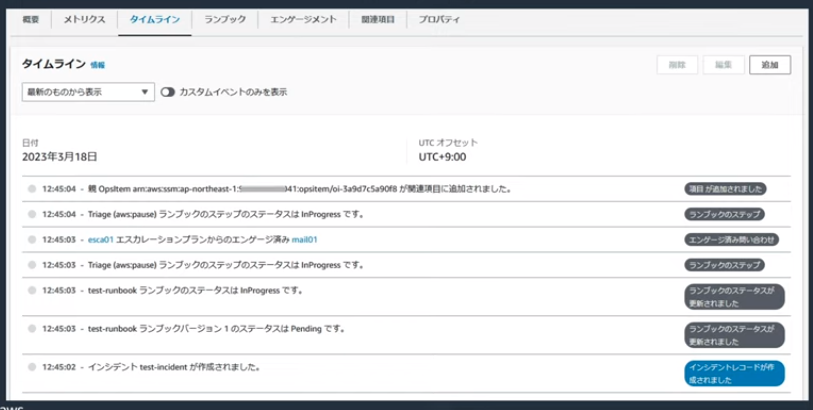 概要 メトリクス タイムライン ランブック エンゲージメント 関連項目 プロパティ
タイムライン 情報 削除 編集 追加
最新のものから表示 カスタムイベントのみを表示
日付 UTC オフセット
2023年3月18日 UTC+9:00
12:45:04 - 親 OpsItem arn:aws:ssm:ap-northeast-1: 041:opsitem/oi-3a9d7c5a90f8 が関連項目に追加されました。 項目 が追加されました
12:45:04 - Triage (aws:pause) ランブックのステップのステータスは InProgress です。 ランブックのステップ
12:45:03 - esca01 エスカレーションプランからのエンゲージ済み mail01 エンゲージ済み問い合わせ
12:45:03 - Triage (aws:pause) ランブックのステップのステータスは InProgress です。 ランブックのステップ
12:45:03 - test-runbook ランブックのステータスは InProgress です。 ランブックのステータスが
更新されました
12:45:03 - test-runbook ランブックバージョン 1 のステータスは Pending です。 ランブックのステータスが
更新されました
12:45:02 - インシデント test-incident が作成されました。 インシデントレコードが作
成されました
aws